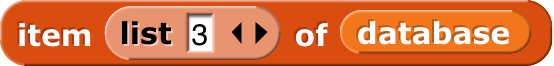 item list 3 of database